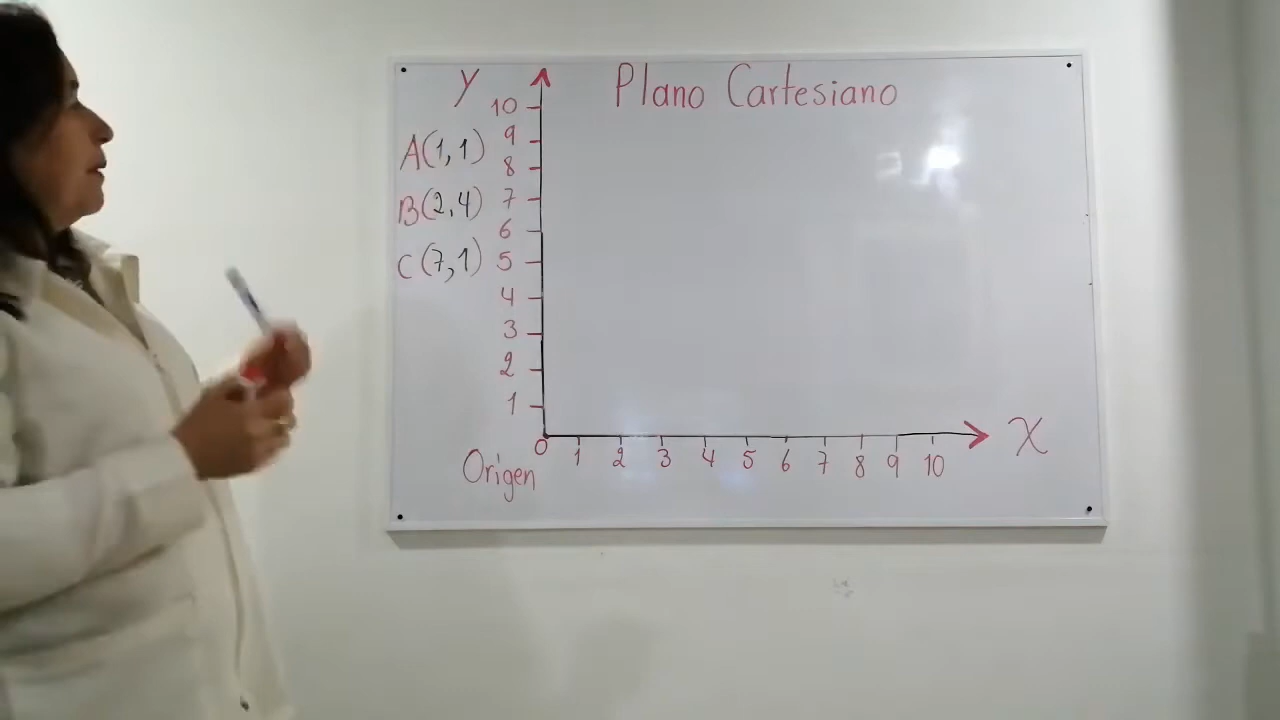 Plano Cartesiano
Y
10
9
8
7
6
5
4
3
2
1
A(1,1)
B(2,4)
C(7,1)
0 1 2 3 4 5 6 7 8 9 10
X
Origen